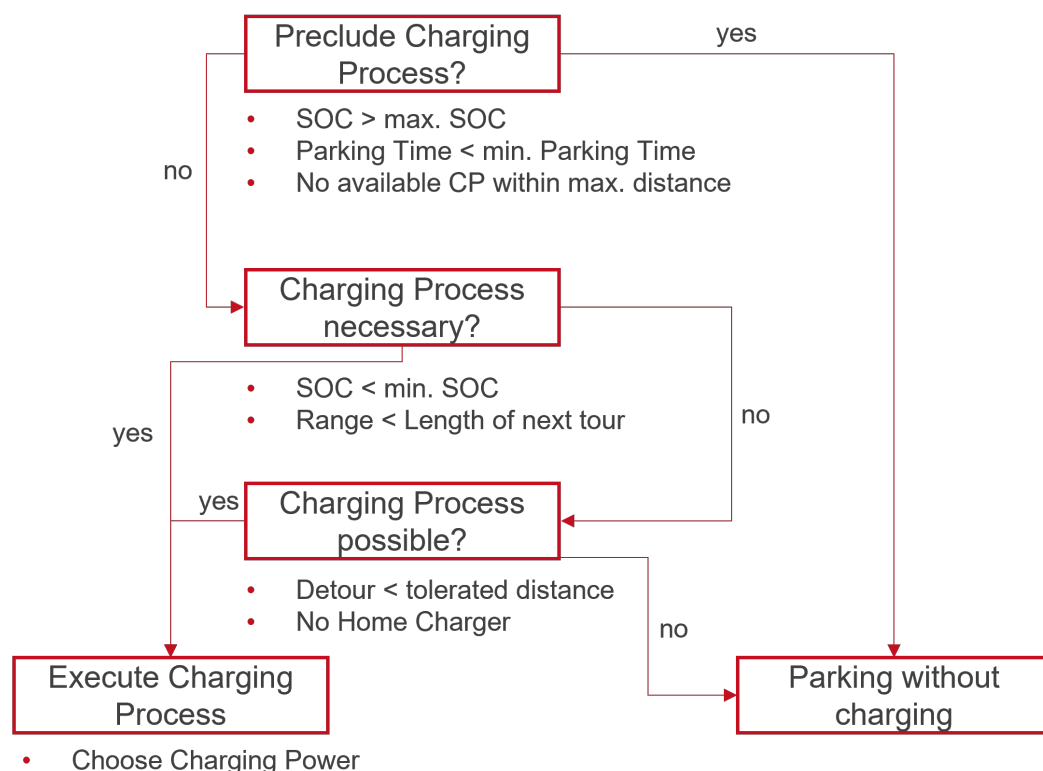 Preclude Charging
Process?
yes
• SOC > max. SOC
• Parking Time < min. Parking Time
• No available CP within max. distance
no
Charging Process
necessary?
• SOC < min. SOC
• Range < Length of next tour
no
yes
yes
Charging Process
possible?
• Detour < tolerated distance
• No Home Charger
no
Execute Charging
Process
Parking without
charging
• Choose Charging Power